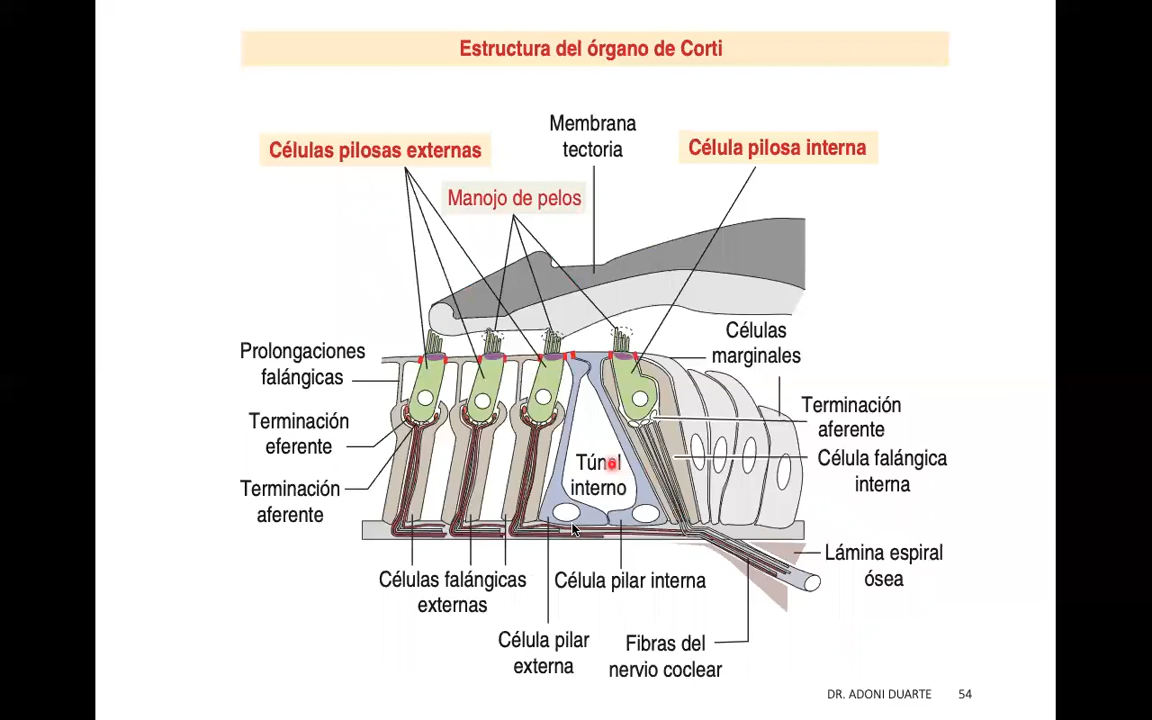 Estructura del órgano de Corti
Membrana
tectoria
Células pilosas externas
Célula pilosa interna
Manojo de pelos
Prolongaciones
falángicas
Células
marginales
Terminación
eferente
Terminación
aferente
Túnel
interno
Célula falángica
interna
Terminación
aferente
Células falángicas
externas
Célula pilar interna
Lámina espiral
ósea
Célula pilar
externa
Fibras del
nervio coclear
DR. ADONI DUARTE 54